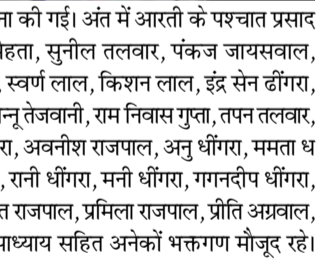 ना की गई। अंत में आरती के पश्चात प्रसाद
मेहता, सुनील तलवार, पंकज जायसवाल,
, स्वर्ण लाल, किशन लाल, इंद्र सेन ढींगरा,
न्नू तेजवानी, राम निवास गुप्ता, तपन तलवार,
रा, अवनीश राजपाल, अनु धींगरा, ममता ध
, रानी धींगरा, मनी धींगरा, गगनदीप धींगरा,
त राजपाल, प्रमिला राजपाल, प्रीति अग्रवाल,
पाध्याय सहित अनेकों भक्तगण मौजूद रहे।